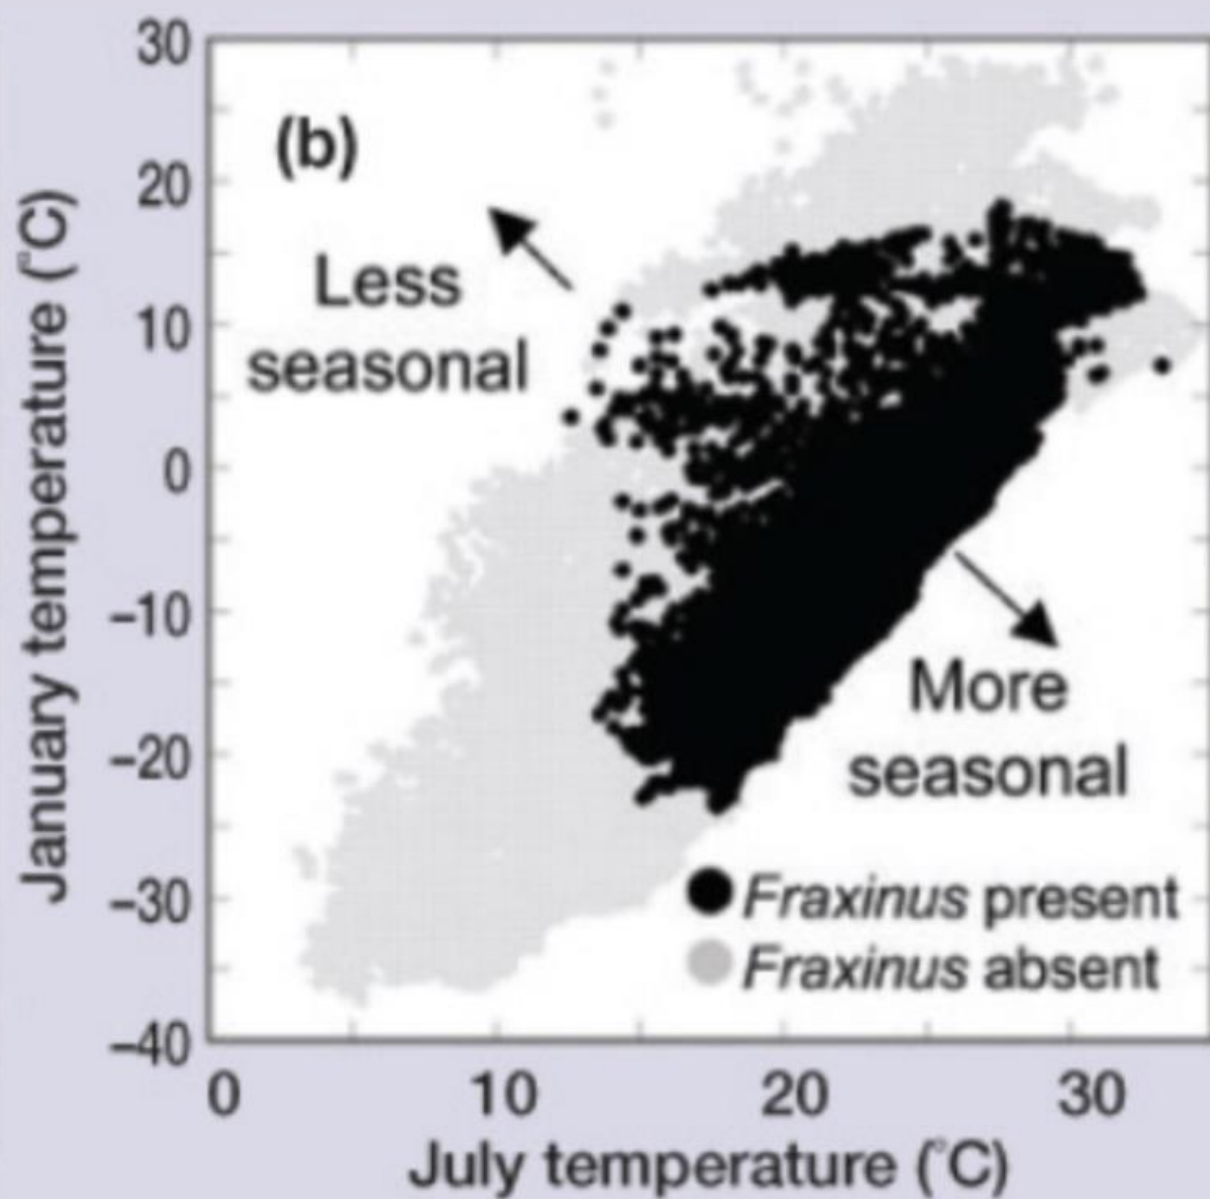 30
(b)
20
Less
seasonal
10
0
−10
More
seasonal
−20
−30
Fraxinus present
Fraxinus absent
−40
January temperature (°C)
0 10 20 30
July temperature (°C)